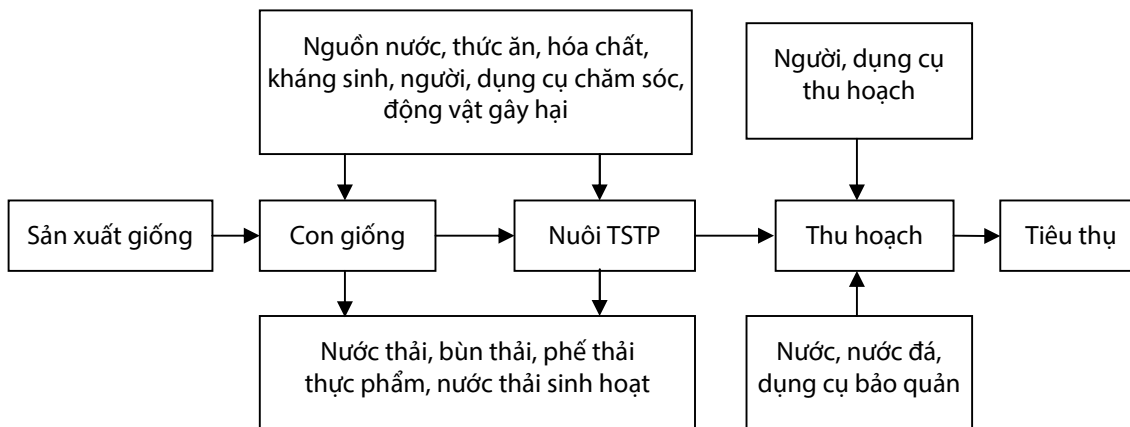 Nguồn nước, thức ăn, hóa chất,
kháng sinh, người, dụng cụ chăm sóc,
động vật gây hại
Người, dụng cụ
thu hoạch
Sản xuất giống
Con giống
Nuôi TSTP
Thu hoạch
Tiêu thụ
Nước thải, bùn thải, phế thải
thực phẩm, nước thải sinh hoạt
Nước, nước đá,
dụng cụ bảo quản